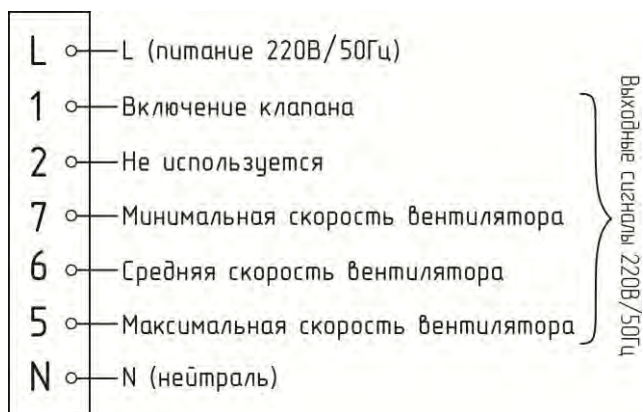 L L (питание 220В/50Гц)
1 Включение клапана
2 Не используется
7 Минимальная скорость вентилятора
6 Средняя скорость вентилятора
5 Максимальная скорость вентилятора
N N (нейтраль)
Выходные сигналы 220В/50Гц